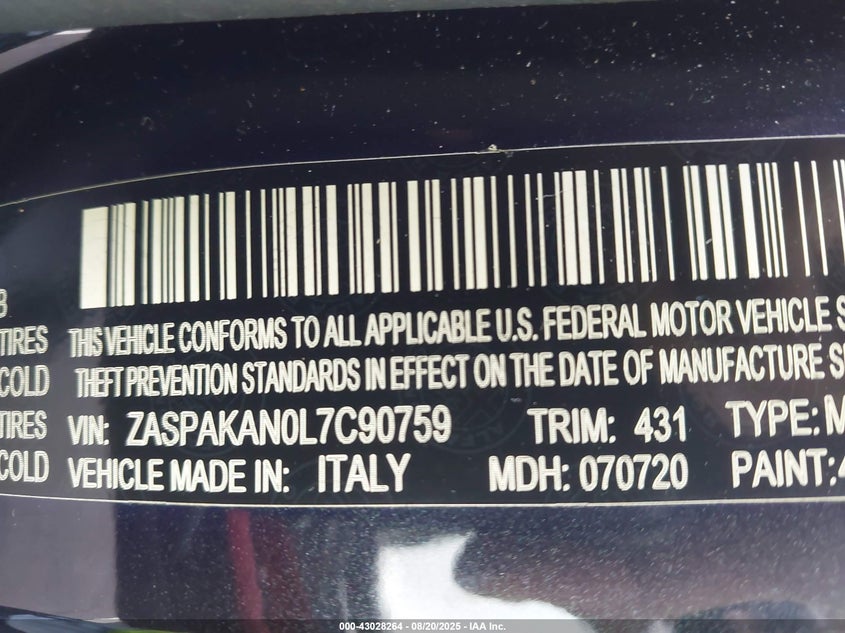 B
TIRES THIS VEHICLE CONFORMS TO ALL APPLICABLE U.S. FEDERAL MOTOR VEHICLE S
COLD THEFT PREVENTION STANDARDS IN EFFECT ON THE DATE OF MANUFACTURE S
TIRES VIN: ZASPAKAN0L7C90759 TRIM: 431 TYPE: M
COLD VEHICLE MADE IN: ITALY MDH: 070720 PAINT: 4
000-43028264 - 08/20/2025 - IAA Inc.